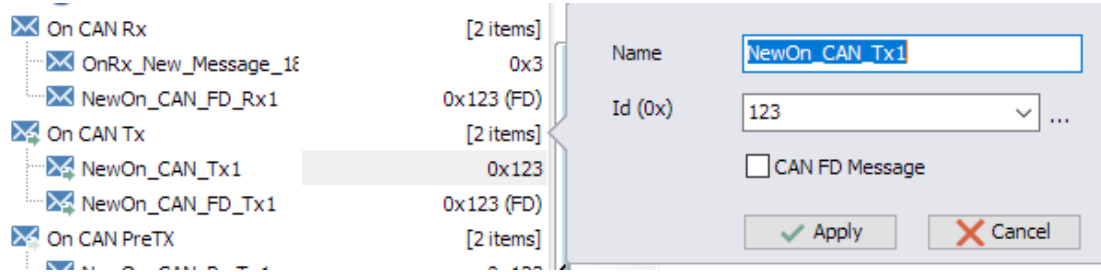 On CAN Rx [2 items]
OnRx_New_Message_18 0x3
NewOn_CAN_FD_Rx1 0x123 (FD)
On CAN Tx [2 items]
NewOn_CAN_Tx1 0x123
NewOn_CAN_FD_Tx1 0x123 (FD)
On CAN PreTX [2 items]
Name NewOn_CAN_Tx1
Id (0x) 123 ...
CAN FD Message
Apply Cancel